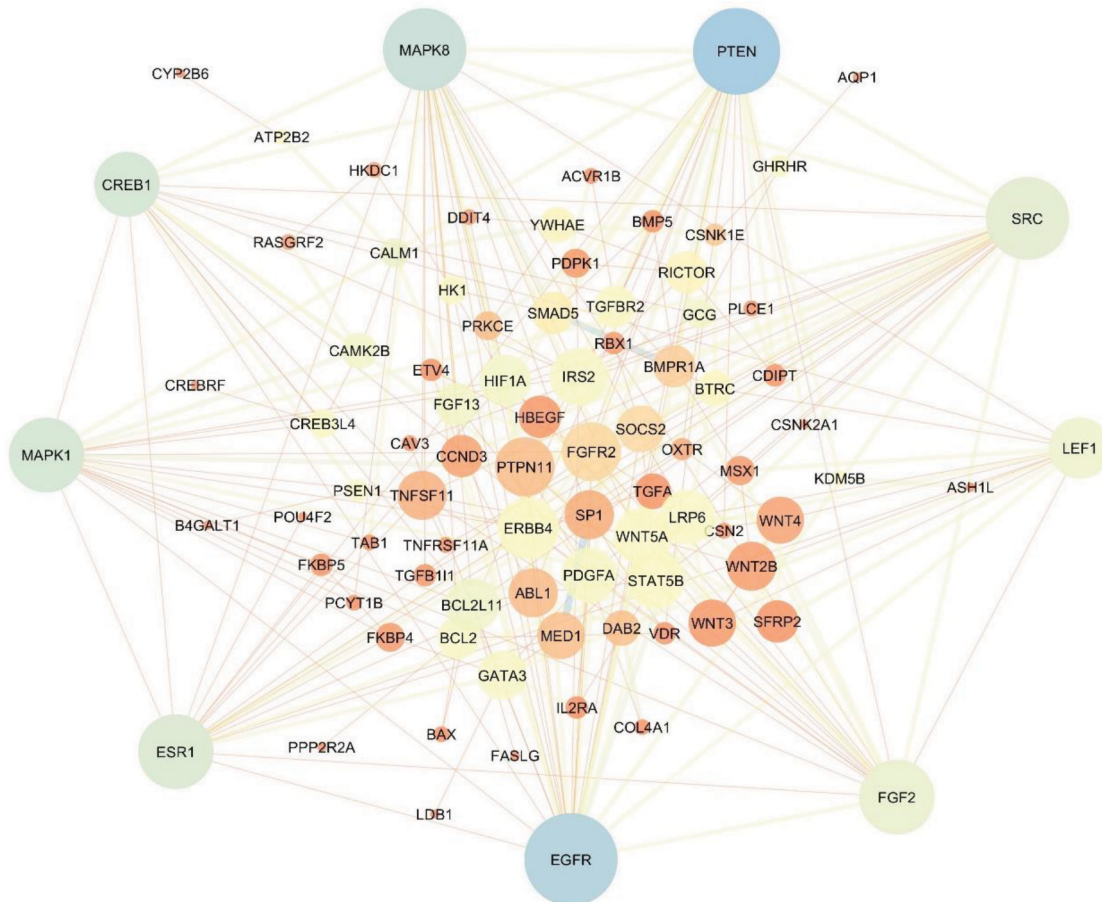 MAPK8
PTEN
CYP2B6
AQP1
ATP2B2
GHRHR
HKDC1
ACVR1B
CREB1
DDIT4
YWHAE
BMP5
CSNK1E
SRC
RASGRF2
CALM1
PDPK1
RICTOR
HK1
SMAD5
TGFBR2
GCG
PLCE1
PRKCE
RBX1
CAMK2B
BMPR1A
ETV4
HIF1A
IRS2
CDIPT
CREBRF
BTRC
FGF13
HBEGF
CREB3L4
SOCS2
CSNK2A1
CAV3
OXTR
LEF1
MAPK1
CCND3
PTPN11
FGFR2
MSX1
KDM5B
ASH1L
PSEN1
TNFSF11
TGFA
B4GALT1
POU4F2
ERBB4
SP1
LRP6
WNT4
TAB1
TNFRSF11A
WNT5A
CSN2
FKBP5
TGFB1I1
PDGFA
STAT5B
WNT2B
PCYT1B
BCL2L11
ABL1
FKBP4
BCL2
MED1
DAB2
VDR
WNT3
SFRP2
GATA3
IL2RA
ESR1
PPP2R2A
BAX
FASLG
COL4A1
FGF2
LDB1
EGFR